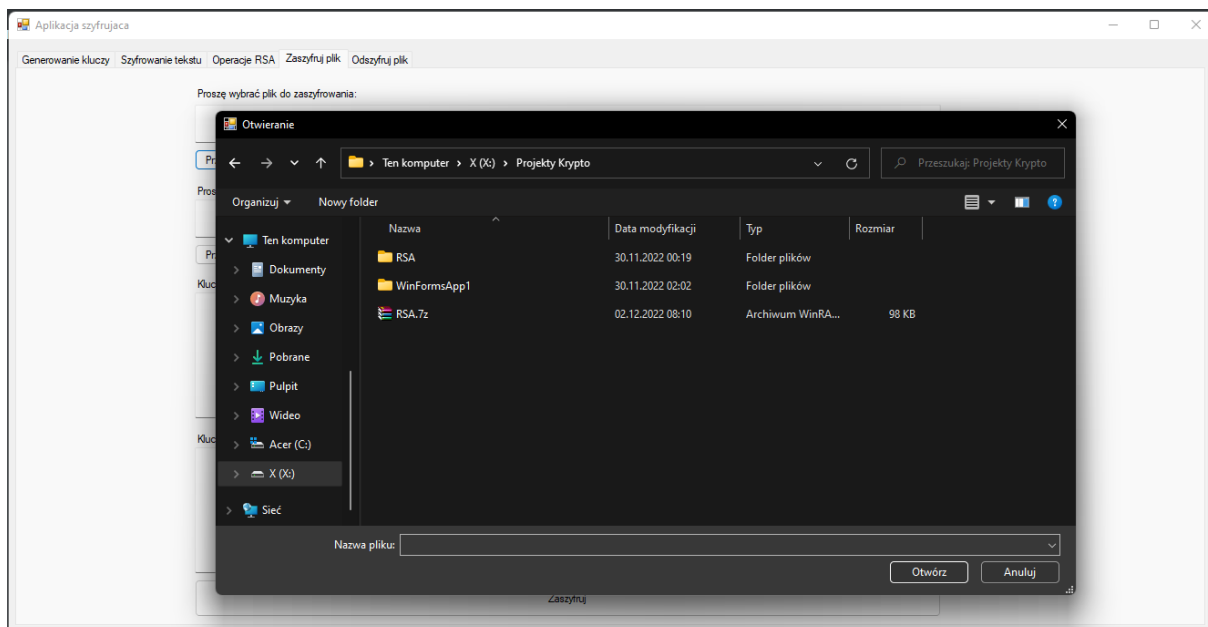 Aplikacja szyfrujaca
Generowanie kluczy Szyfrowanie tekstu Operacje RSA Zaszyfruj plik Odszyfruj plik
Proszę wybrać plik do zaszyfrowania:
Otwieranie
Ten komputer > X (X:) > Projekty Krypto
Przeszukaj: Projekty Krypto
Organizuj Nowy folder
Nazwa Data modyfikacji Typ Rozmiar
Ten komputer
Dokumenty
Muzyka
Obrazy
Pobrane
Pulpit
Wideo
Acer (C:)
X (X:)
Sieć
RSA 30.11.2022 00:19 Folder plików
WinFormsApp1 30.11.2022 02:02 Folder plików
RSA.7z 02.12.2022 08:10 Archiwum WinRA... 98 KB
Nazwa pliku:
Otwórz Anuluj
Zaszyfruj